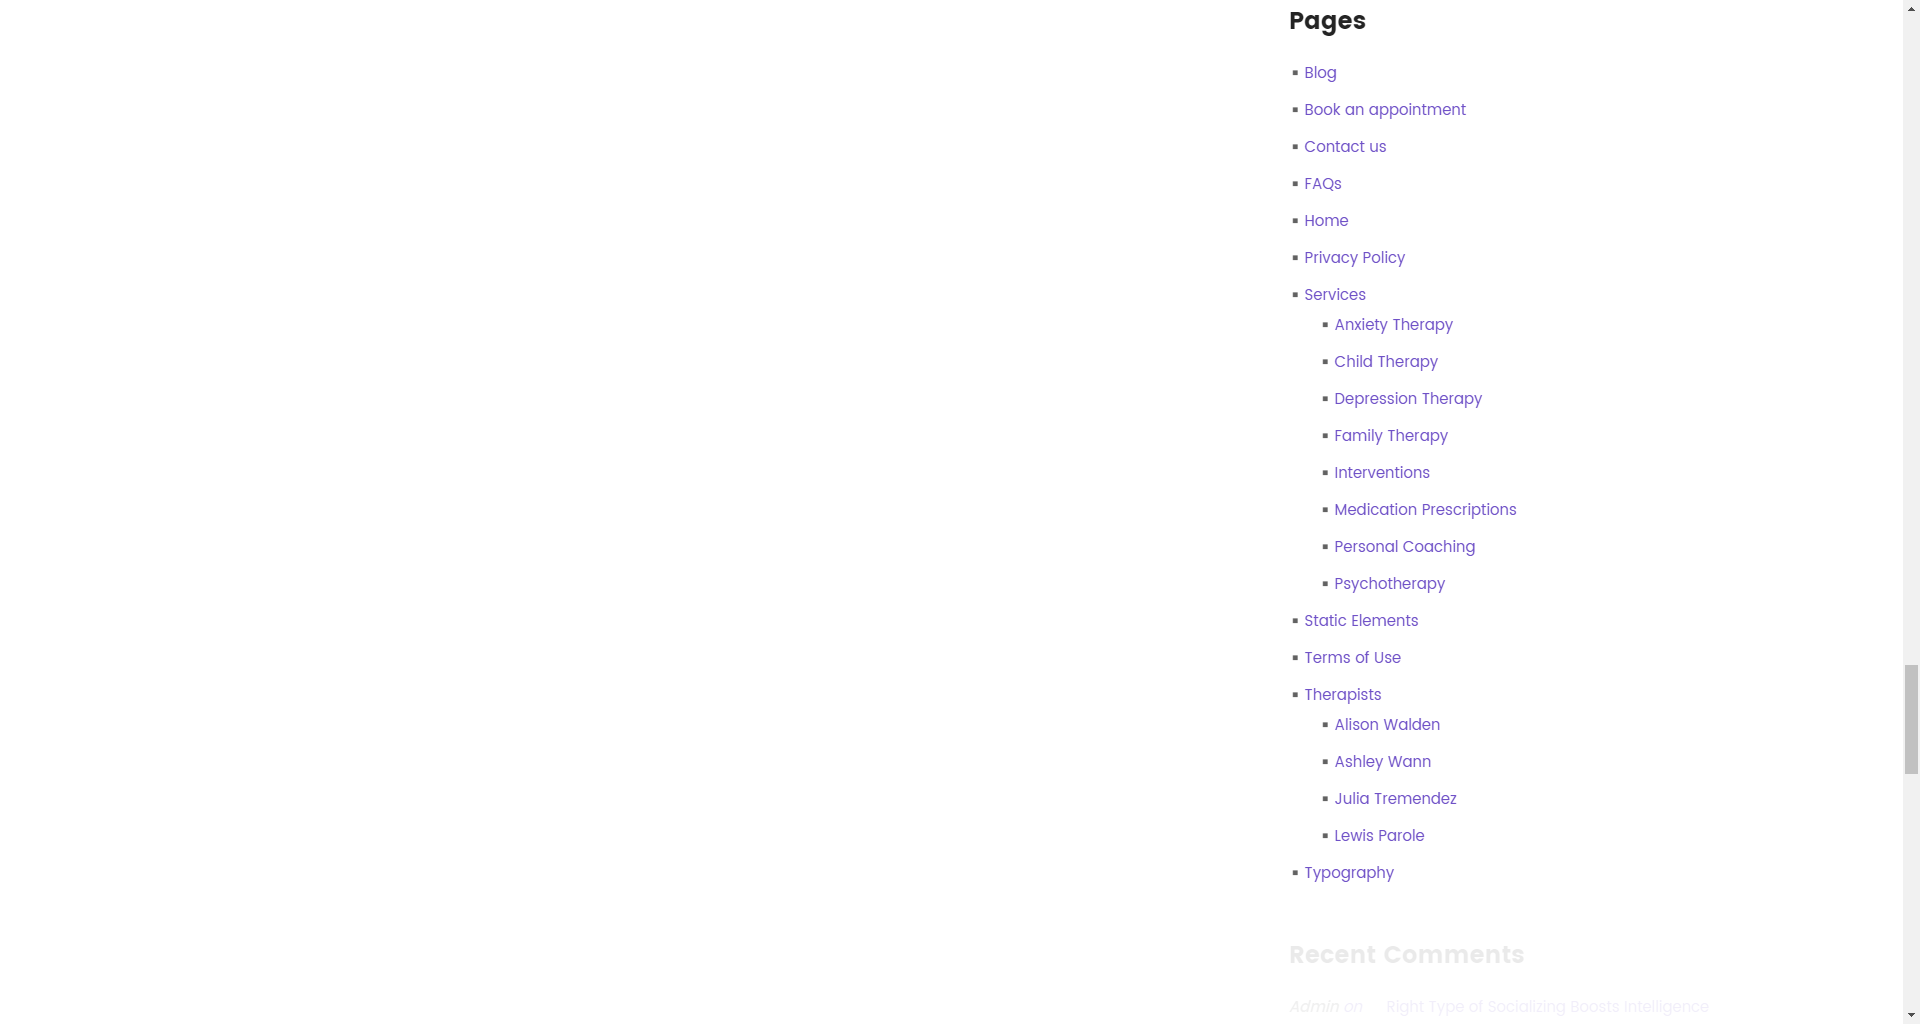 Pages
Blog
Book an appointment
Contact us
FAQs
Home
Privacy Policy
Services
Anxiety Therapy
Child Therapy
Depression Therapy
Family Therapy
Interventions
Medication Prescriptions
Personal Coaching
Psychotherapy
Static Elements
Terms of Use
Therapists
Alison Walden
Ashley Wann
Julia Tremendez
Lewis Parole
Typography
Recent Comments
Admin on Right Type of Socializing Boosts Intelligence